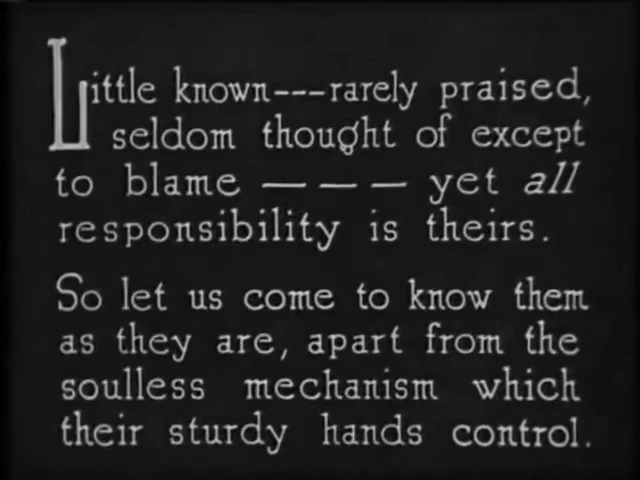 Little known---rarely praised,
seldom thought of except
to blame — — — yet all
responsibility is theirs.
So let us come to know them
as they are, apart from the
soulless mechanism which
their sturdy hands control.